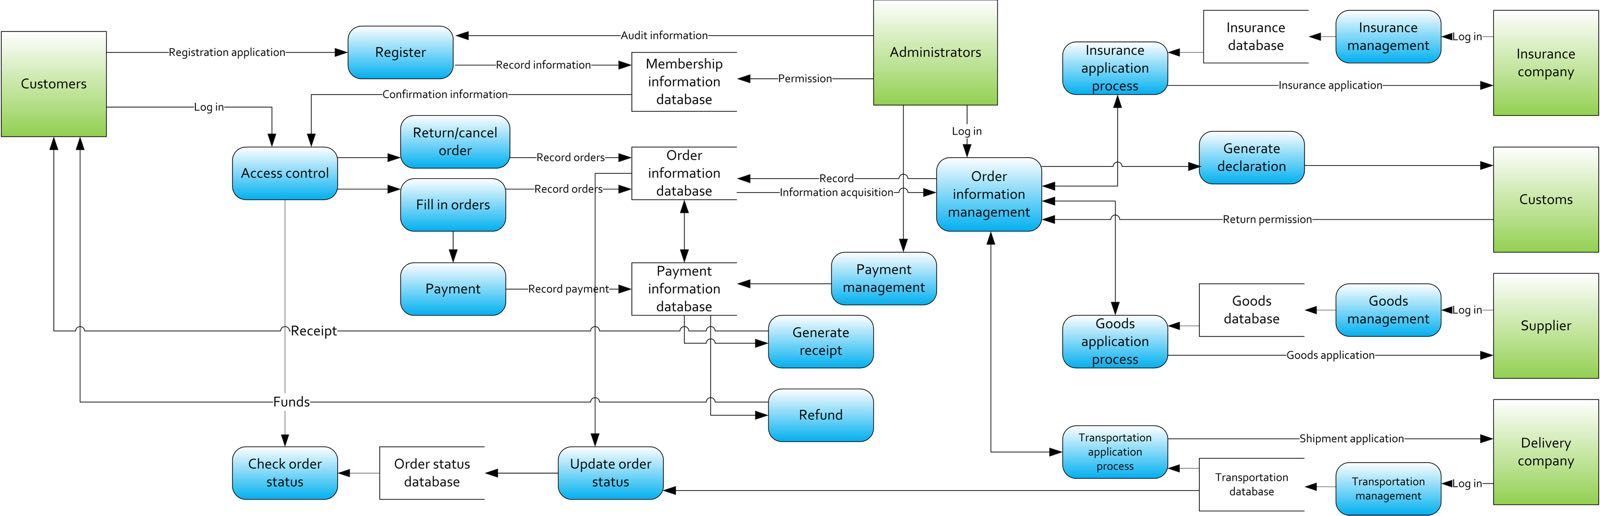 Customers
Registration application
Log in
Register
Audit information
Record information
Membership
information
database
Permission
Confirmation information
Administrators
Log in
Access control
Return/cancel
order
Fill in orders
Record orders
Record orders
Order
information
database
Record
Information acquisition
Order
information
management
Payment
Record payment
Payment
information
database
Payment
management
Receipt
Generate
receipt
Funds
Refund
Check order
status
Order status
database
Update order
status
Insurance
application
process
Insurance
database
Insurance
management
Log in
Insurance
company
Insurance application
Generate
declaration
Customs
Return permission
Goods
database
Goods
management
Log in
Supplier
Goods
application
process
Goods application
Transportation
application
process
Shipment application
Delivery
company
Transportation
database
Transportation
management
Log in